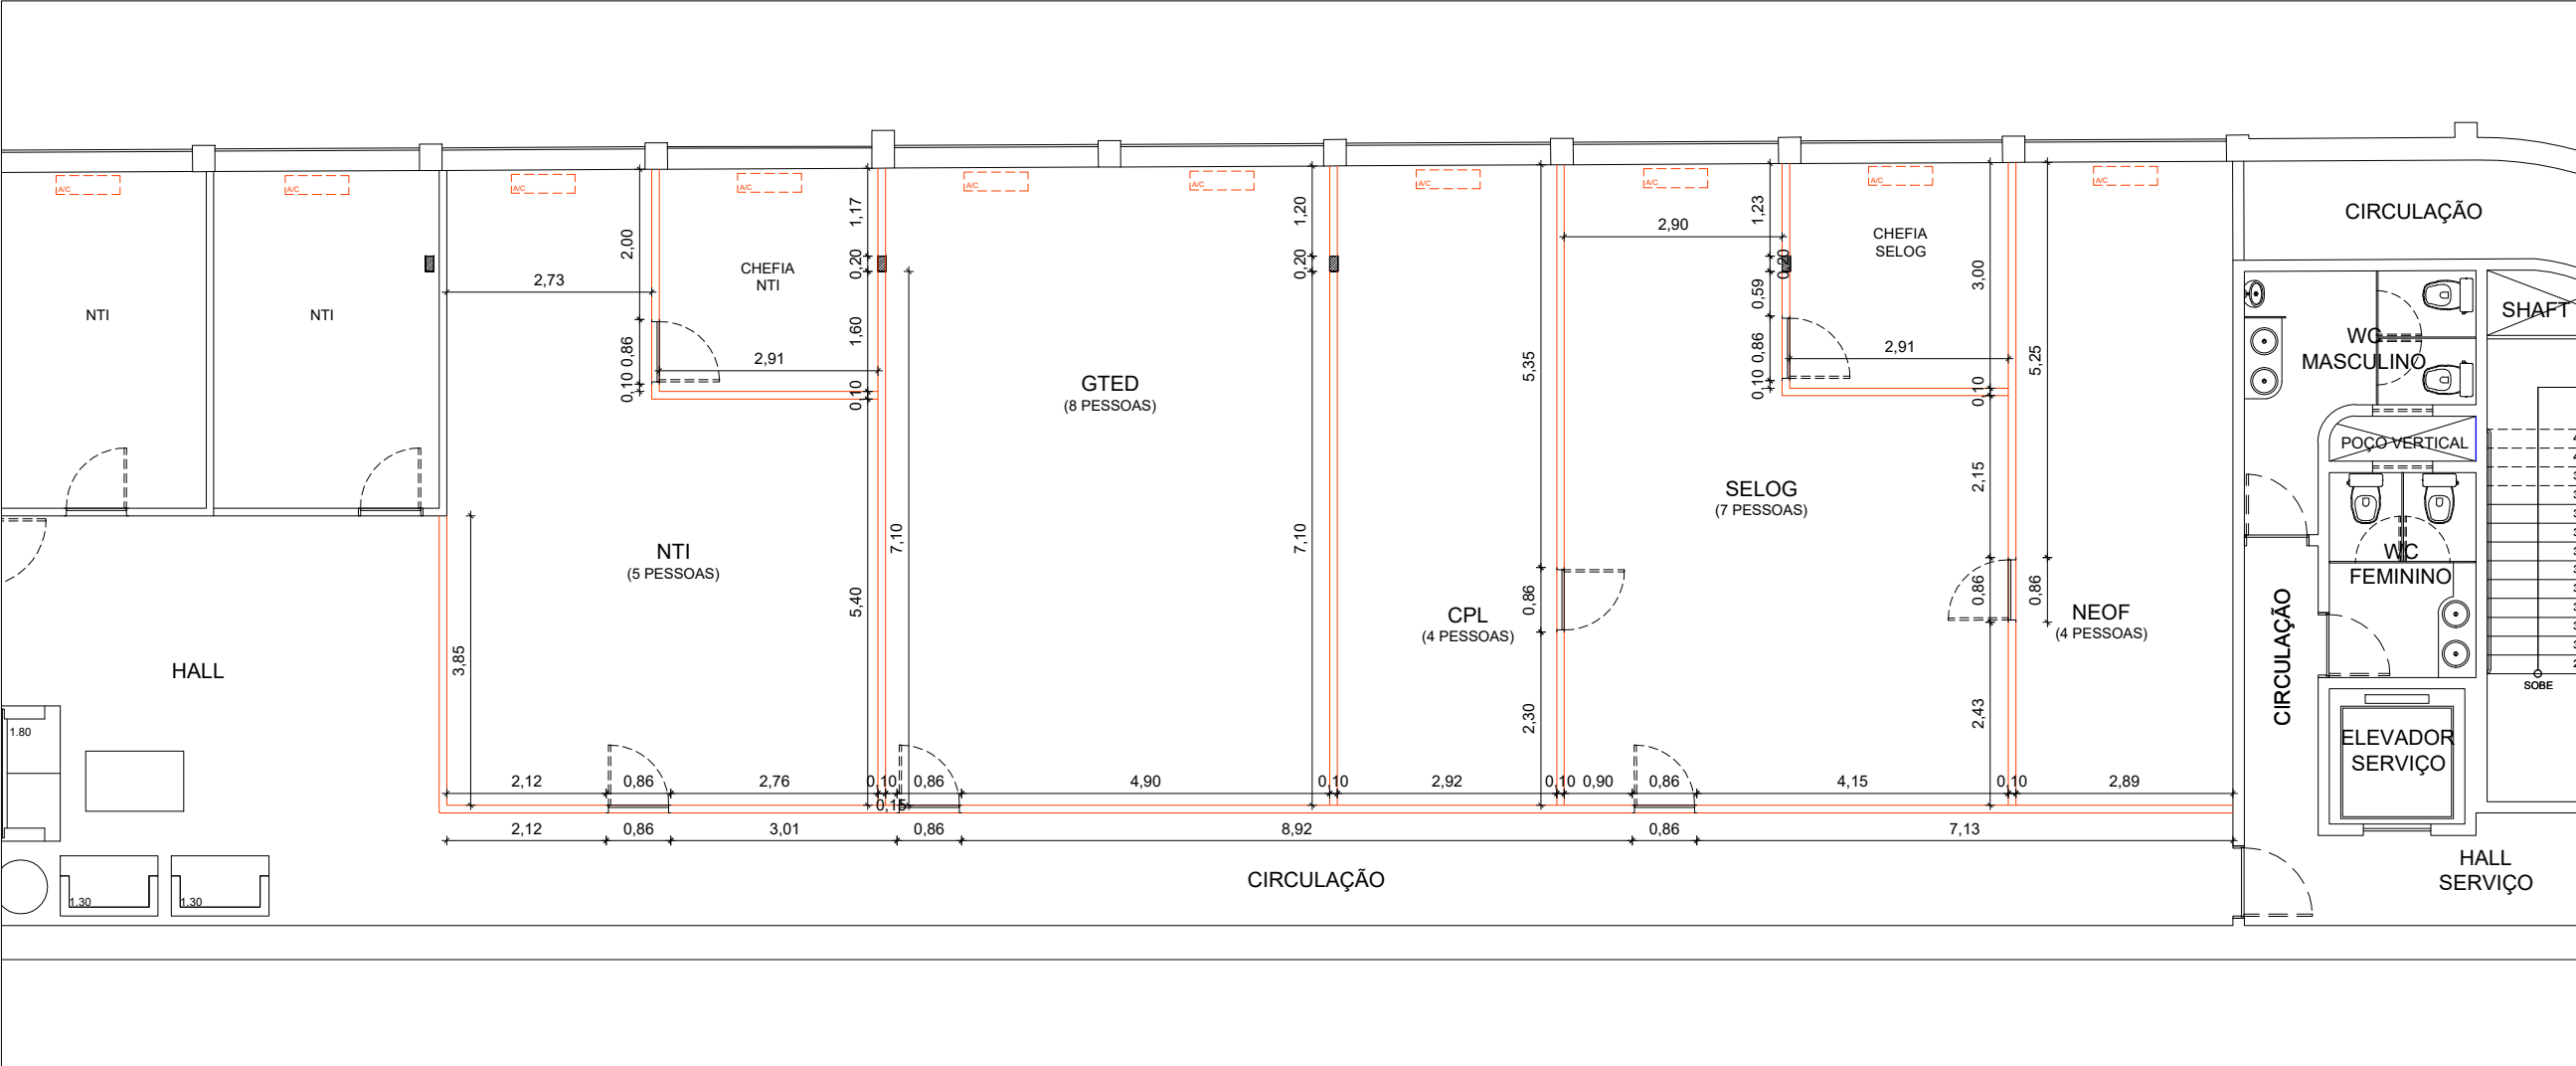 A/C
A/C
A/C
A/C
A/C
A/C
A/C
A/C
A/C
A/C
NTI
NTI
2,73
2,00
0,86
0,10
CHEFIA
NTI
2,91
1,17
0,20
1,60
0,10
5,40
7,10
NTI
(5 PESSOAS)
3,85
GTED
(8 PESSOAS)
1,20
0,20
7,10
5,35
0,86
2,30
CPL
(4 PESSOAS)
2,90
1,23
0,20
0,59
0,86
0,10
CHEFIA
SELOG
2,91
3,00
0,10
2,15
0,86
2,43
SELOG
(7 PESSOAS)
5,25
0,86
NEOF
(4 PESSOAS)
CIRCULAÇÃO
SHAFT
WC
MASCULINO
POÇO VERTICAL
WC
FEMININO
CIRCULAÇÃO
ELEVADOR
SERVIÇO
SOBE
HALL
SERVIÇO
HALL
1.80
1.30
1.30
2,12
0,86
2,76
0,10
0,15
0,86
4,90
0,10
2,92
0,10
0,90
0,86
4,15
0,10
2,89
2,12
0,86
3,01
0,86
8,92
0,86
7,13
CIRCULAÇÃO